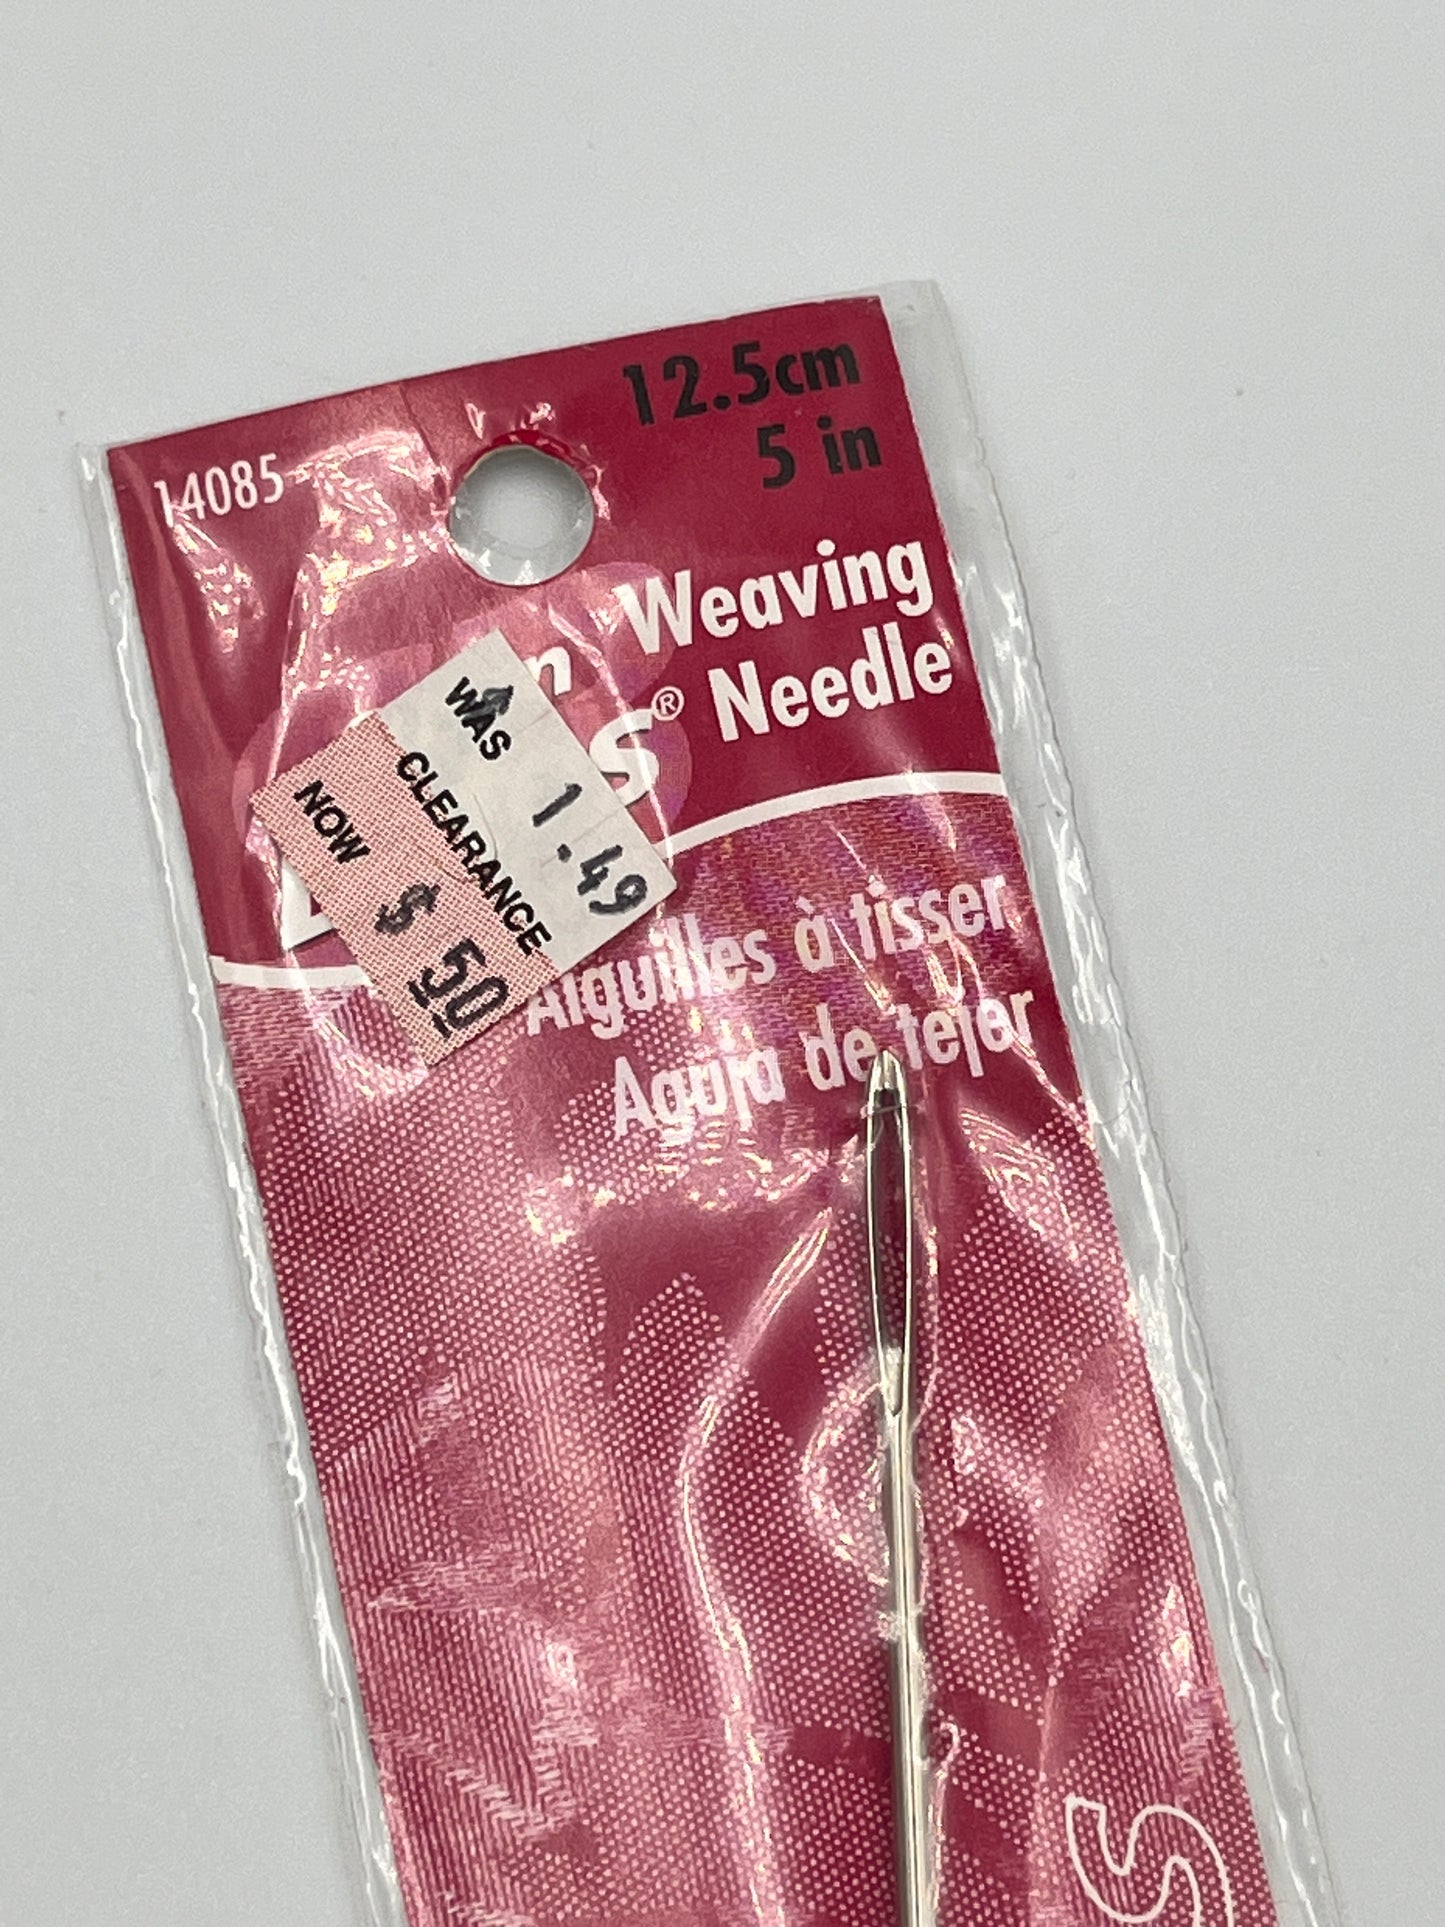 12.5cm
5 in
14085
Weaving
Needle
®
WAS 1.49
CLEARANCE
NOW $ 50
Aiguilles à tisser
Aguja de tejer
S